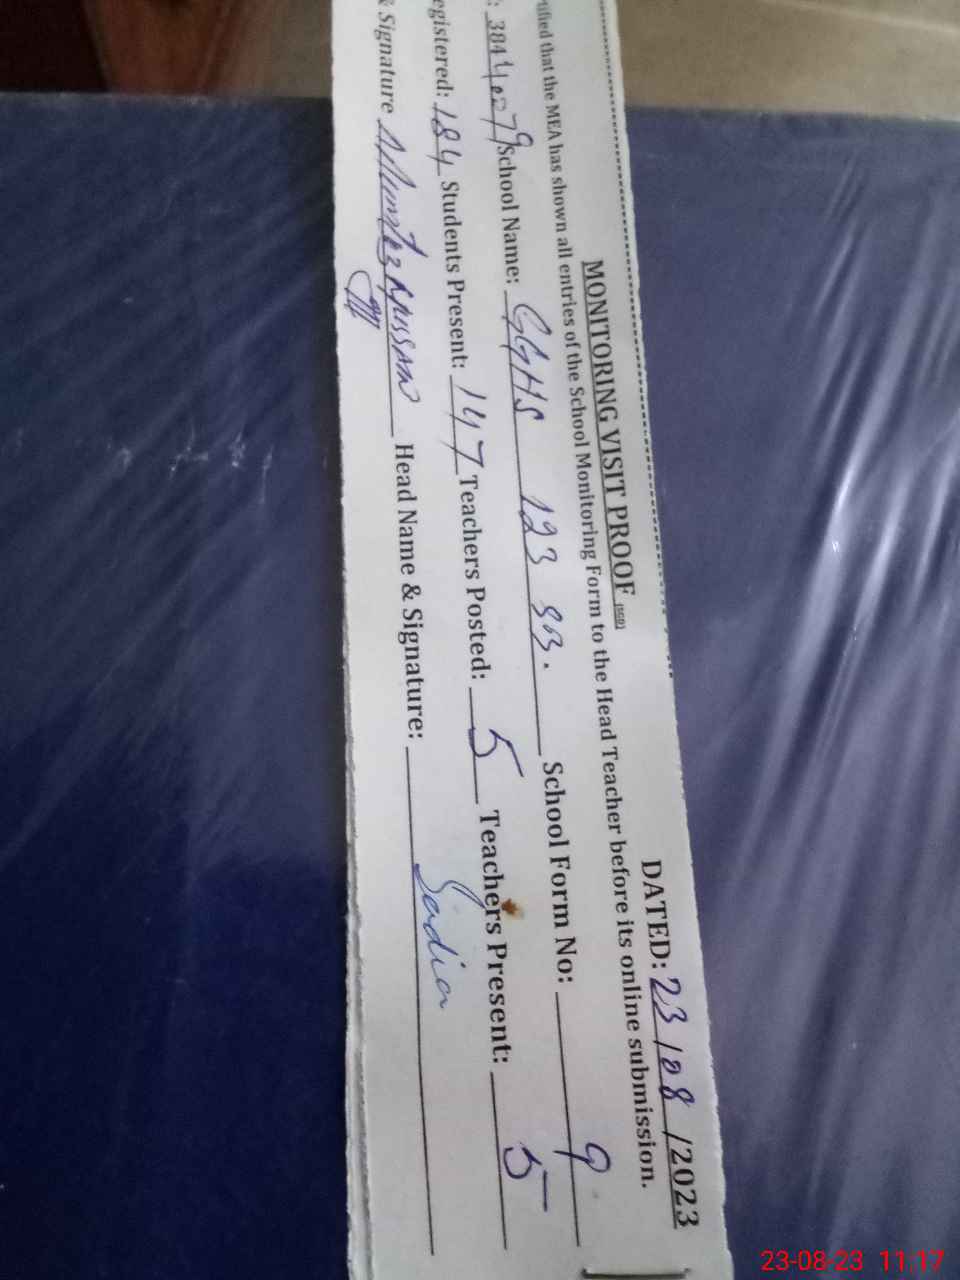 MONITORING VISIT PROOF (SGD) DATED: 23/08/2023
that the MEA has shown all entries of the School Monitoring Form to the Head Teacher before its online submission.
School Name: GGHS 123 SB. School Form No: 9
egistered: 184 Students Present: 147 Teachers Posted: 5 Teachers Present: 5
& Signature Head Name & Signature: Sadia
23-08-23 11:17